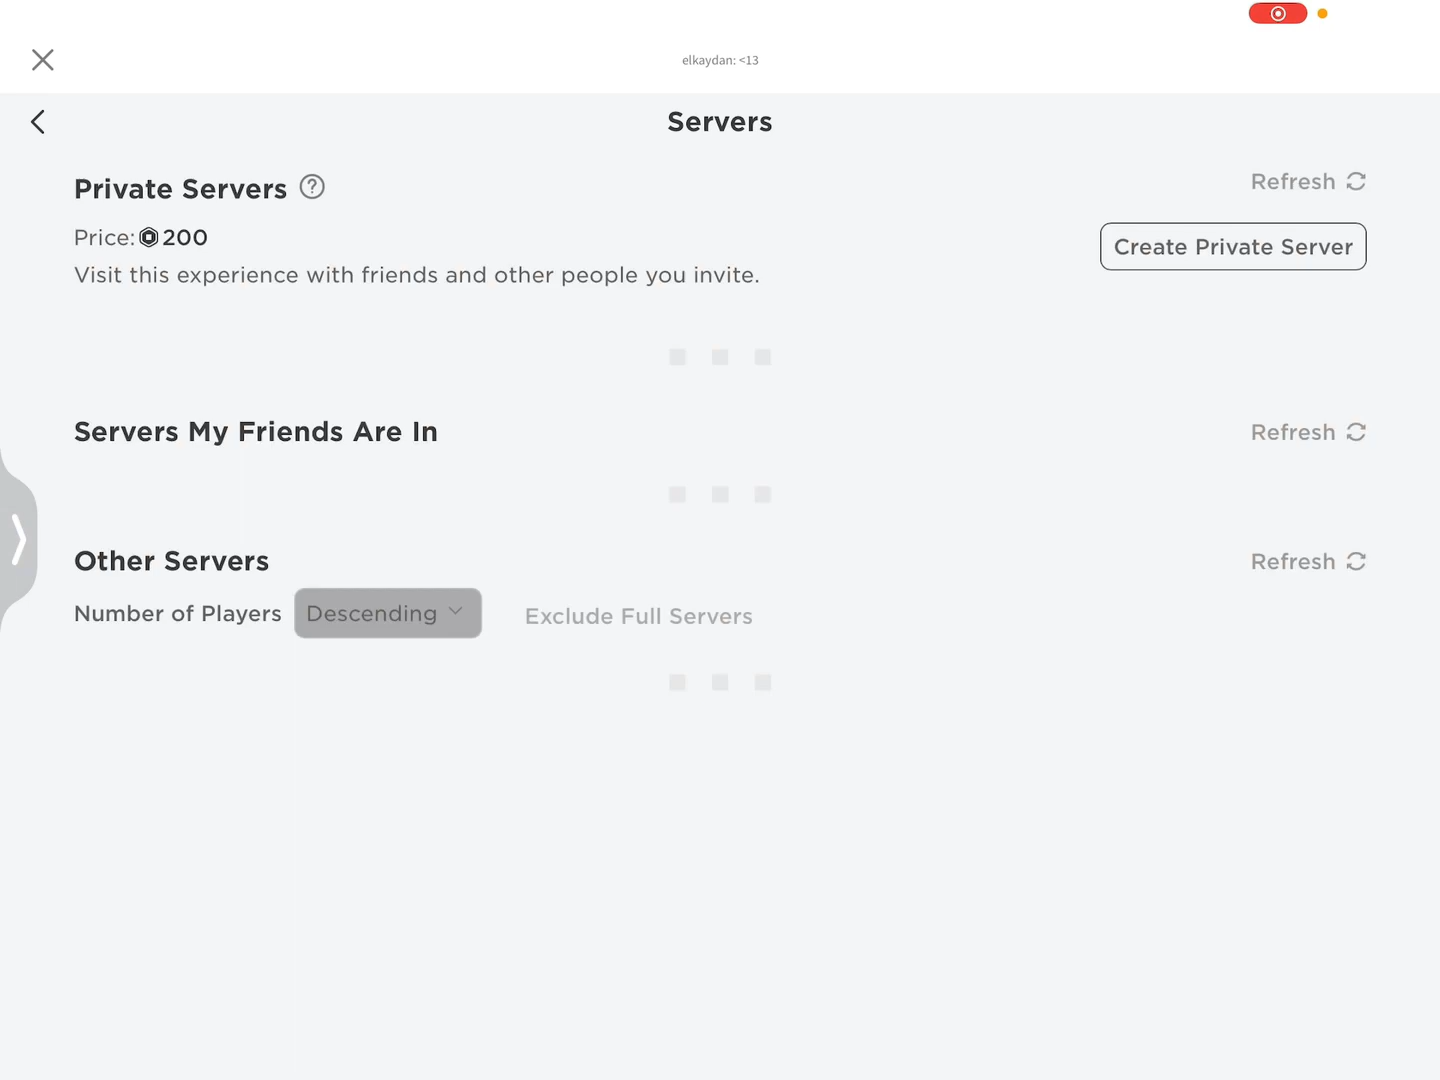 elkaydan: <13
Servers
Private Servers
Refresh
Price: 200
Create Private Server
Visit this experience with friends and other people you invite.
Servers My Friends Are In
Refresh
Other Servers
Refresh
Number of Players Descending Exclude Full Servers